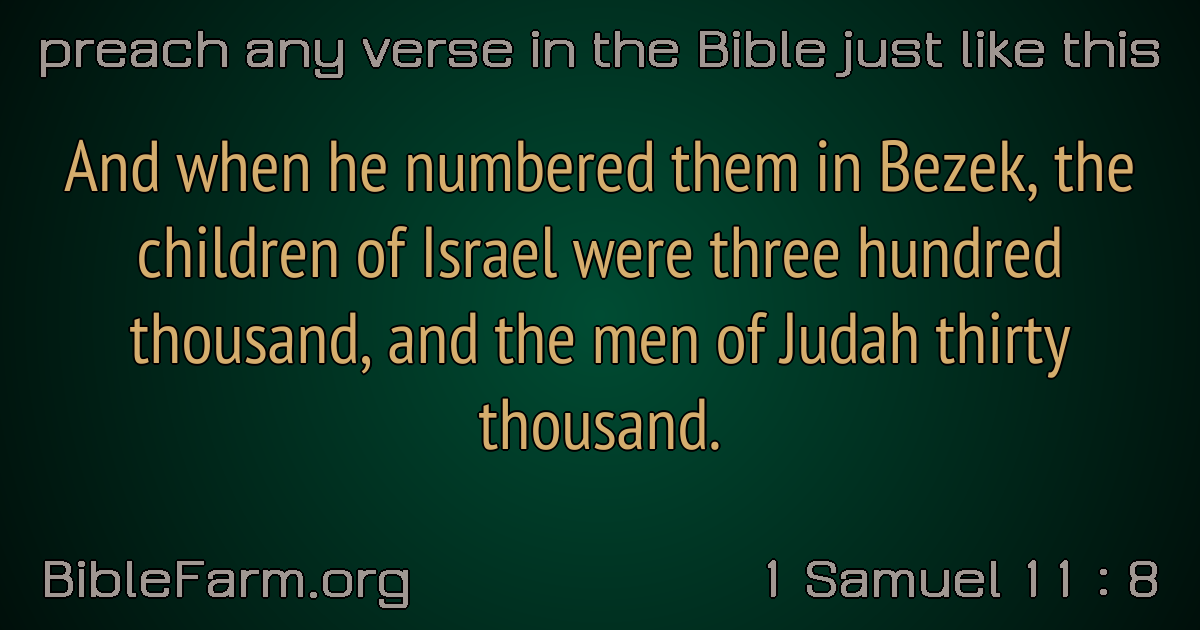 preach any verse in the Bible just like this
And when he numbered them in Bezek, the
children of Israel were three hundred
thousand, and the men of Judah thirty
thousand.
BibleFarm.org
1 Samuel 11 : 8